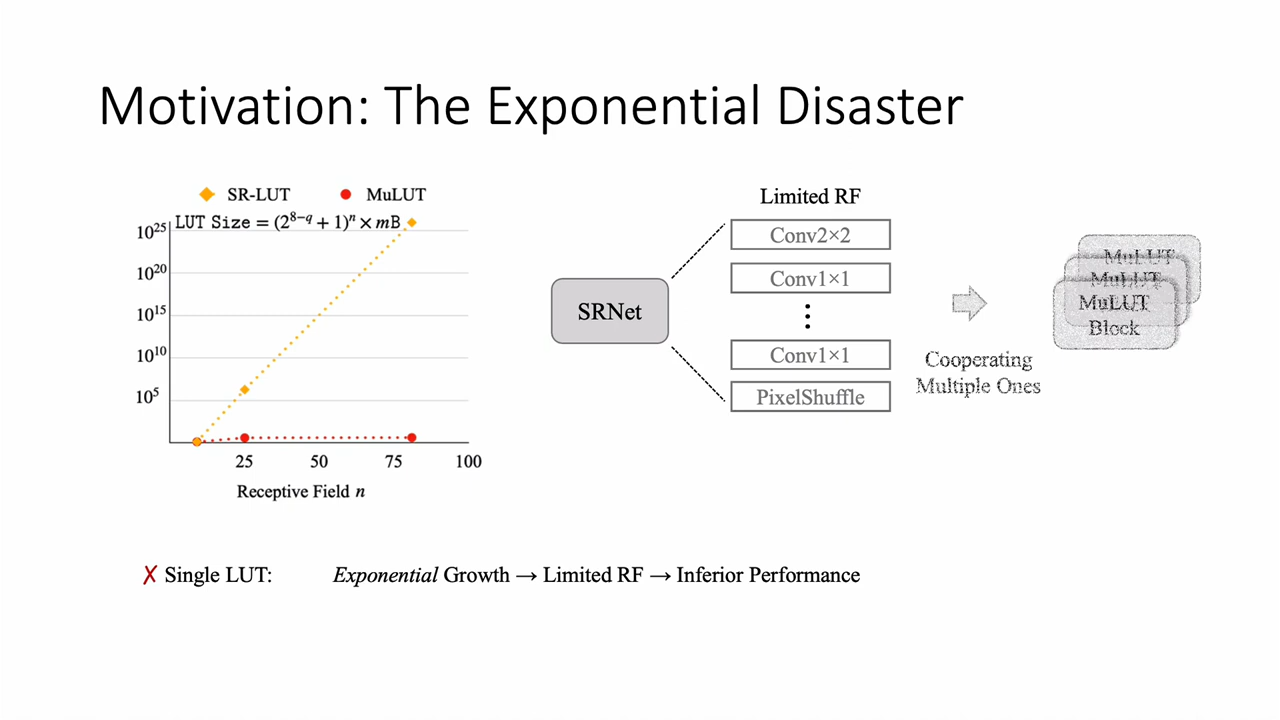 Motivation: The Exponential Disaster
SR-LUT
MuLUT
LUT Size = (2^{8−q} + 1)^n × mB
10^{25}
10^{20}
10^{15}
10^{10}
10^5
25 50 75 100
Receptive Field n
SRNet
Limited RF
Conv2×2
Conv1×1
⋮
Conv1×1
PixelShuffle
Cooperating
Multiple Ones
MuLUT
MuLUT
MuLUT
Block
✗ Single LUT: Exponential Growth → Limited RF → Inferior Performance